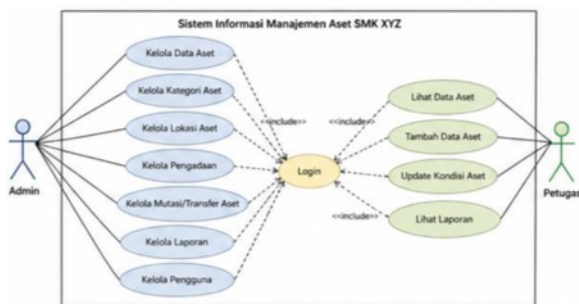 Sistem Informasi Manajemen Aset SMK XYZ
Kelola Data Aset
Kelola Kategori Aset
Kelola Lokasi Aset
Kelola Pengadaan
Kelola Mutasi/Transfer Aset
Kelola Laporan
Kelola Pengguna
Admin
<<include>>
Login
<<include>>
<<include>>
Lihat Data Aset
Tambah Data Aset
Update Kondisi Aset
Lihat Laporan
Petugas